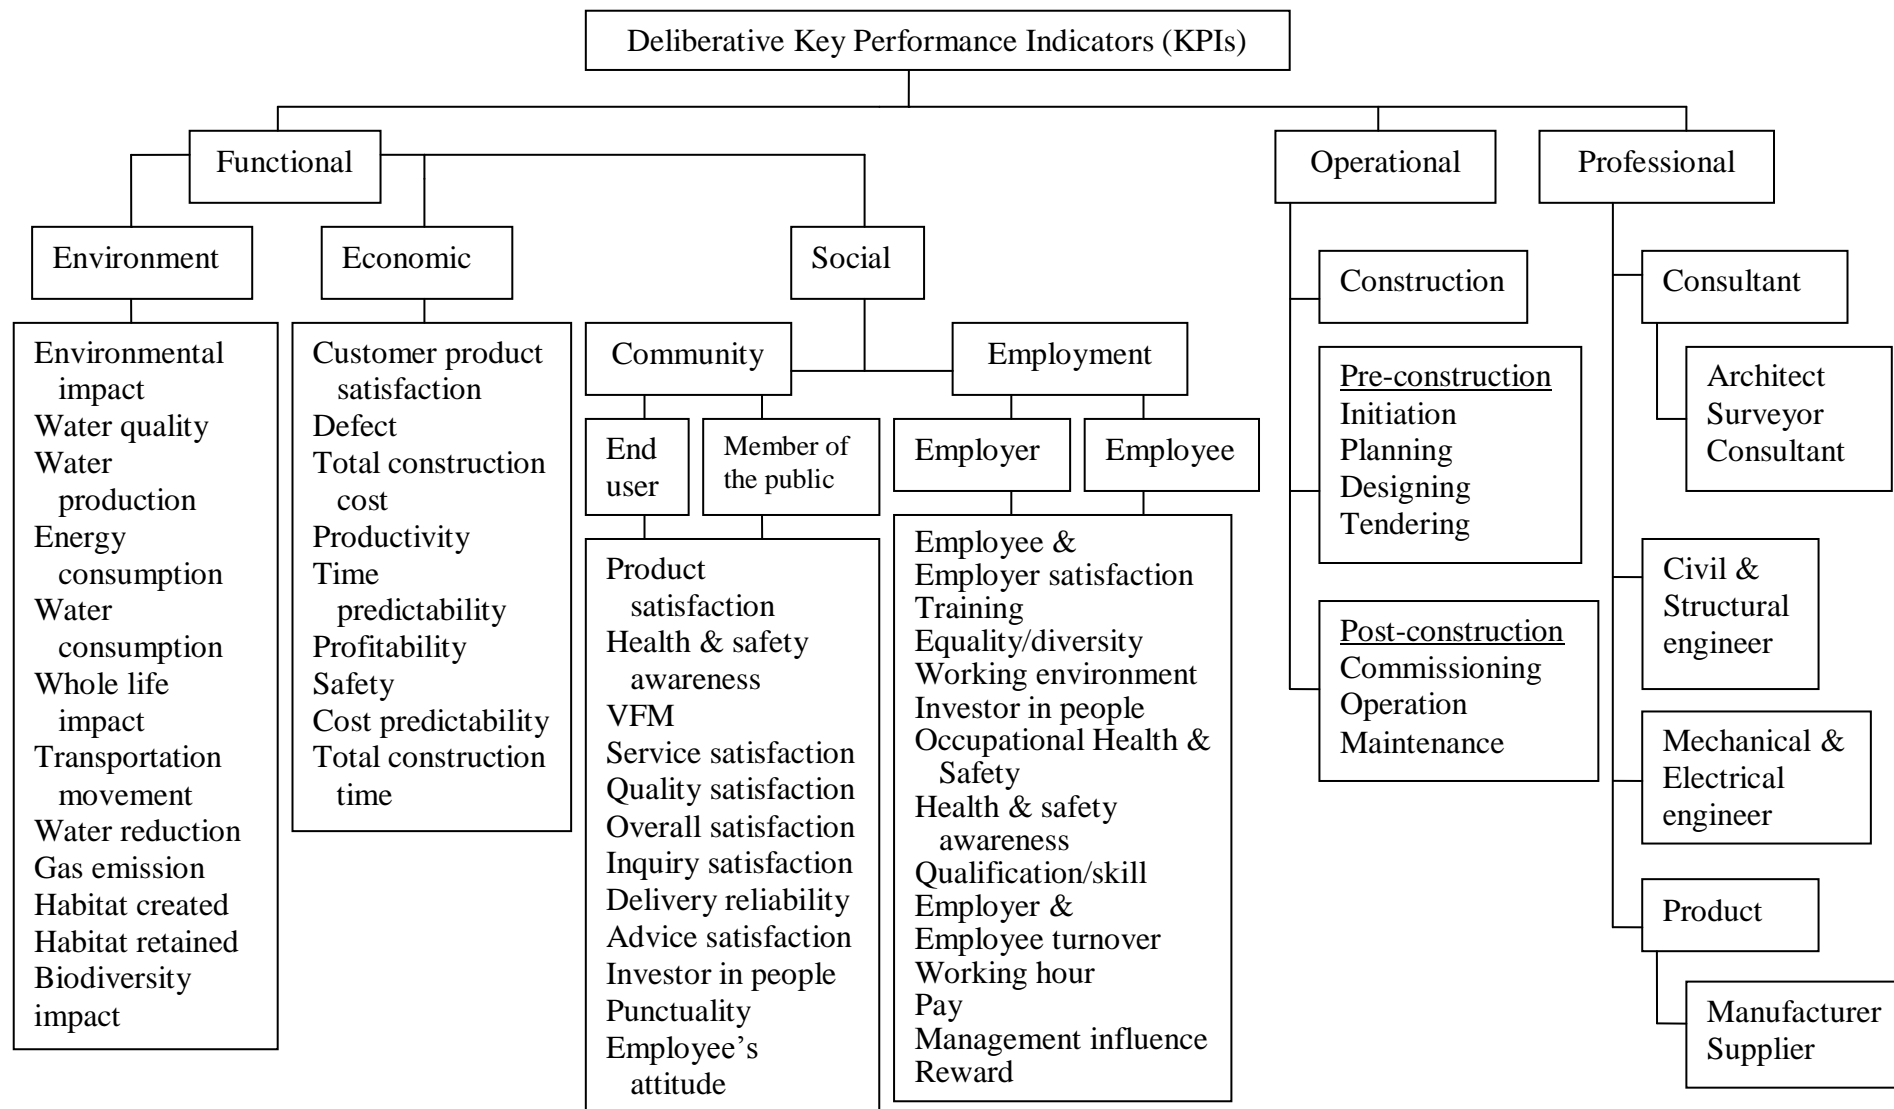 Deliberative Key Performance Indicators (KPIs)
Functional
Operational
Professional
Environment
Economic
Social
Environmental
impact
Water quality
Water
production
Energy
consumption
Water
consumption
Whole life
impact
Transportation
movement
Water reduction
Gas emission
Habitat created
Habitat retained
Biodiversity
impact
Customer product
satisfaction
Defect
Total construction
cost
Productivity
Time
predictability
Profitability
Safety
Cost predictability
Total construction
time
Community
Employment
End
user
Member of
the public
Employer
Employee
Product
satisfaction
Health & safety
awareness
VFM
Service satisfaction
Quality satisfaction
Overall satisfaction
Inquiry satisfaction
Delivery reliability
Advice satisfaction
Investor in people
Punctuality
Employee's
attitude
Employee &
Employer satisfaction
Training
Equality/diversity
Working environment
Investor in people
Occupational Health &
Safety
Health & safety
awareness
Qualification/skill
Employer &
Employee turnover
Working hour
Pay
Management influence
Reward
Construction
Pre-construction
Initiation
Planning
Designing
Tendering
Post-construction
Commissioning
Operation
Maintenance
Consultant
Architect
Surveyor
Consultant
Civil &
Structural
engineer
Mechanical &
Electrical
engineer
Product
Manufacturer
Supplier